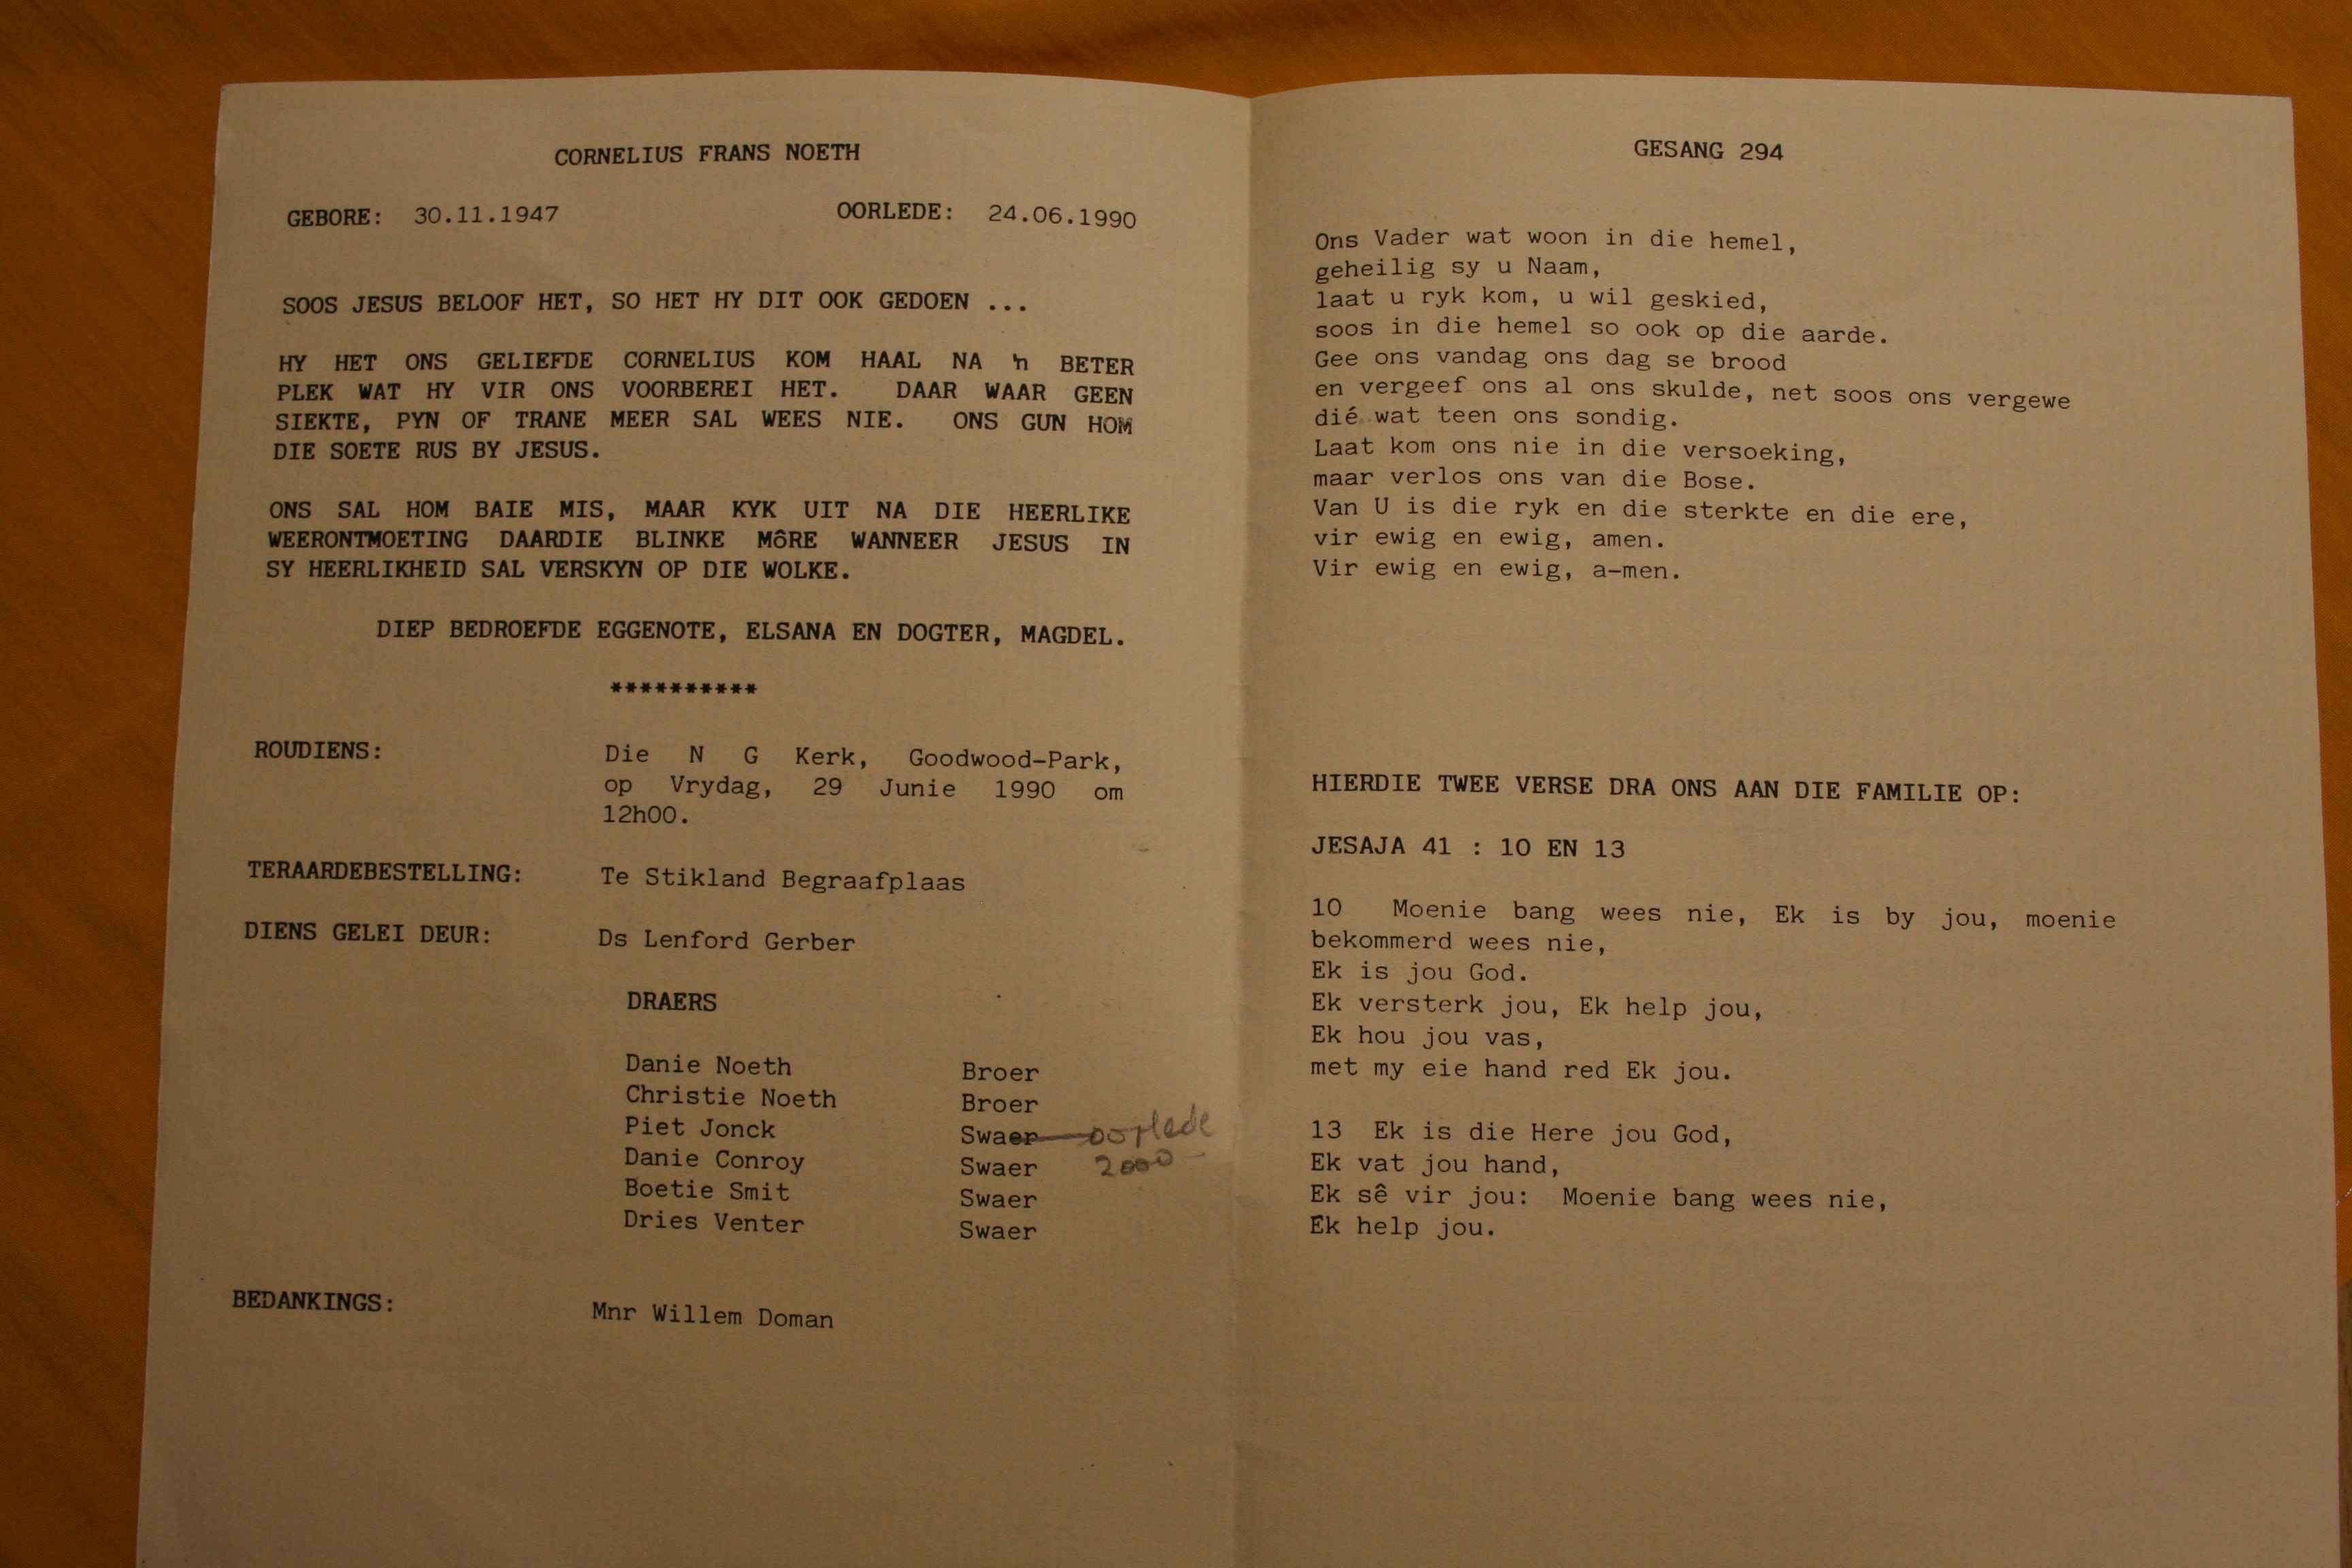 CORNELIUS FRANS NOETH
GEBORE: 30.11.1947 OORLEDE: 24.06.1990
SOOS JESUS BELOOF HET, SO HET HY DIT OOK GEDOEN ...
HY HET ONS GELIEFDE CORNELIUS KOM HAAL NA 'n BETER
PLEK WAT HY VIR ONS VOORBEREI HET. DAAR WAAR GEEN
SIEKTE, PYN OF TRANE MEER SAL WEES NIE. ONS GUN HOM
DIE SOETE RUS BY JESUS.
ONS SAL HOM BAIE MIS, MAAR KYK UIT NA DIE HEERLIKE
WEERONTMOETING DAARDIE BLINKE MôRE WANNEER JESUS IN
SY HEERLIKHEID SAL VERSKYN OP DIE WOLKE.
DIEP BEDROEFDE EGGENOTE, ELSANA EN DOGTER, MAGDEL.
**********
ROUDIENS: Die N G Kerk, Goodwood-Park,
op Vrydag, 29 Junie 1990 om
12h00.
TERAARDEBESTELLING: Te Stikland Begraafplaas
DIENS GELEI DEUR: Ds Lenford Gerber
DRAERS
Danie Noeth Broer
Christie Noeth Broer
Piet Jonck Swaer oorlede
Danie Conroy Swaer 2000
Boetie Smit Swaer
Dries Venter Swaer
BEDANKINGS: Mnr Willem Doman
GESANG 294
Ons Vader wat woon in die hemel,
geheilig sy u Naam,
laat u ryk kom, u wil geskied,
soos in die hemel so ook op die aarde.
Gee ons vandag ons dag se brood
en vergeef ons al ons skulde, net soos ons vergewe
dié wat teen ons sondig.
Laat kom ons nie in die versoeking,
maar verlos ons van die Bose.
Van U is die ryk en die sterkte en die ere,
vir ewig en ewig, amen.
Vir ewig en ewig, a-men.
HIERDIE TWEE VERSE DRA ONS AAN DIE FAMILIE OP:
JESAJA 41 : 10 EN 13
10 Moenie bang wees nie, Ek is by jou, moenie
bekommerd wees nie,
Ek is jou God.
Ek versterk jou, Ek help jou,
Ek hou jou vas,
met my eie hand red Ek jou.
13 Ek is die Here jou God,
Ek vat jou hand,
Ek sê vir jou: Moenie bang wees nie,
Ek help jou.